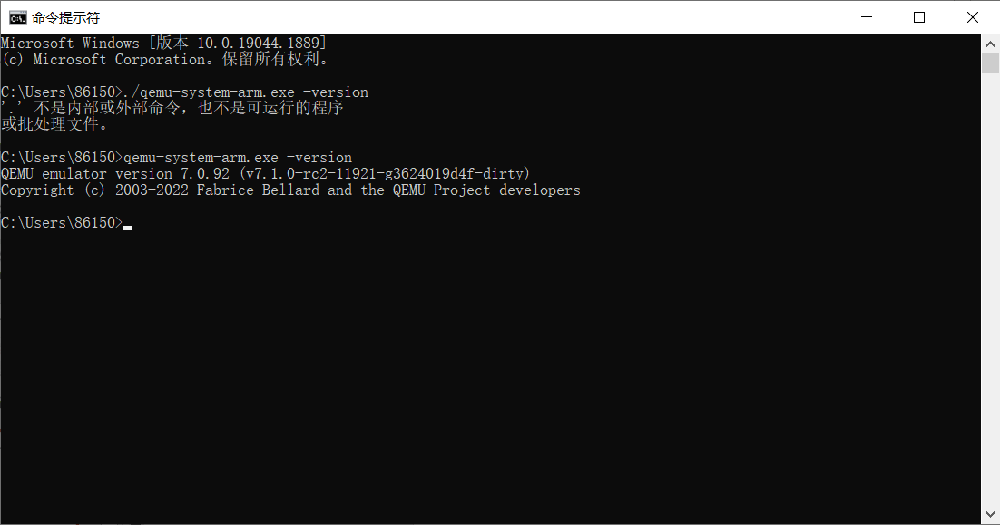 命令提示符
Microsoft Windows [版本 10.0.19044.1889]
(c) Microsoft Corporation。保留所有权利。
C:\Users\86150>./qemu-system-arm.exe -version
'.' 不是内部或外部命令，也不是可运行的程序
或批处理文件。
C:\Users\86150>qemu-system-arm.exe -version
QEMU emulator version 7.0.92 (v7.1.0-rc2-11921-g3624019d4f-dirty)
Copyright (c) 2003-2022 Fabrice Bellard and the QEMU Project developers
C:\Users\86150>